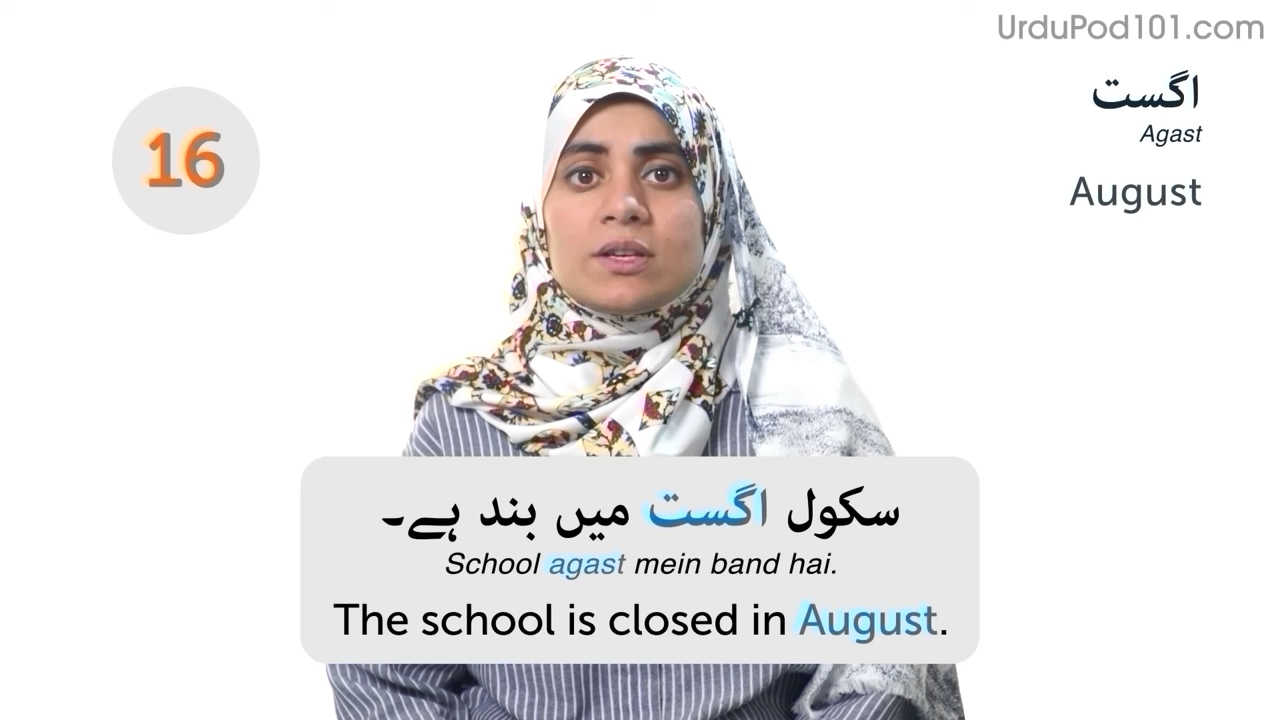 UrduPod101.com
16
اگست
Agast
August
سکول اگست میں بند ہے۔
School agast mein band hai.
The school is closed in August.